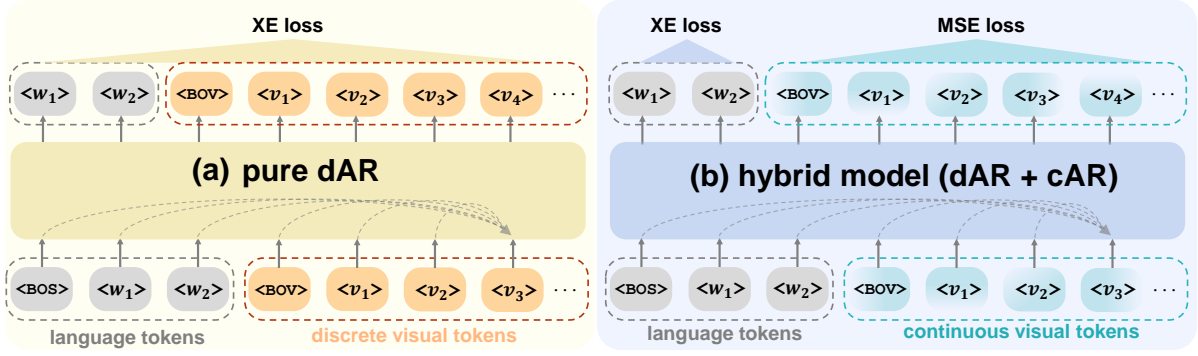 XE loss
<w₁> <w₂> <BOV> <v₁> <v₂> <v₃> <v₄> ···
(a) pure dAR
<BOS> <w₁> <w₂> <BOV> <v₁> <v₂> <v₃> ···
language tokens discrete visual tokens
XE loss MSE loss
<w₁> <w₂> <BOV> <v₁> <v₂> <v₃> <v₄> ···
(b) hybrid model (dAR + cAR)
<BOS> <w₁> <w₂> <BOV> <v₁> <v₂> <v₃> ···
language tokens continuous visual tokens